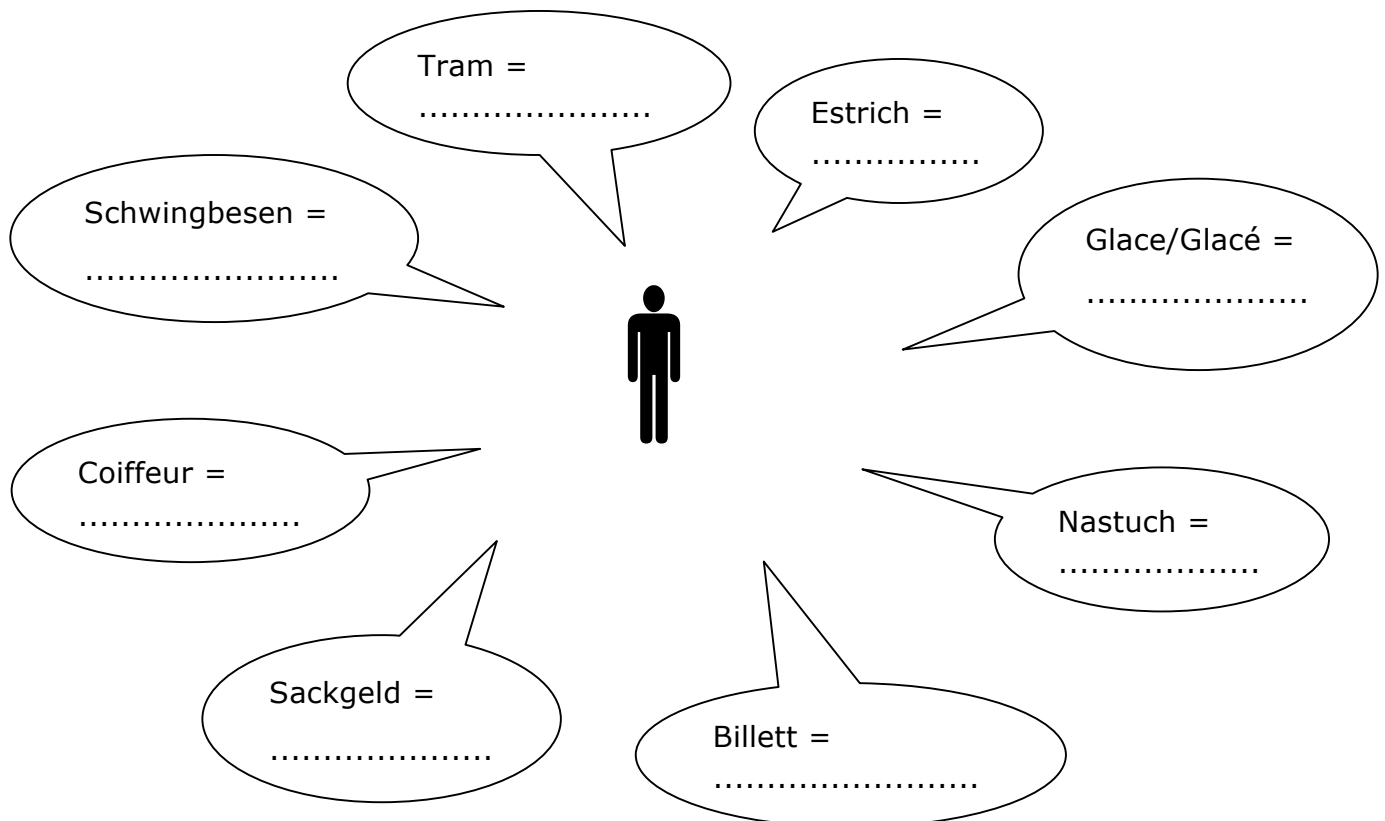 Tram =
......................
Estrich =
................
Schwingbesen =
........................
Glace/Glacé =
.....................
Coiffeur =
.....................
Nastuch =
...................
Sackgeld =
.....................
Billett =
.........................